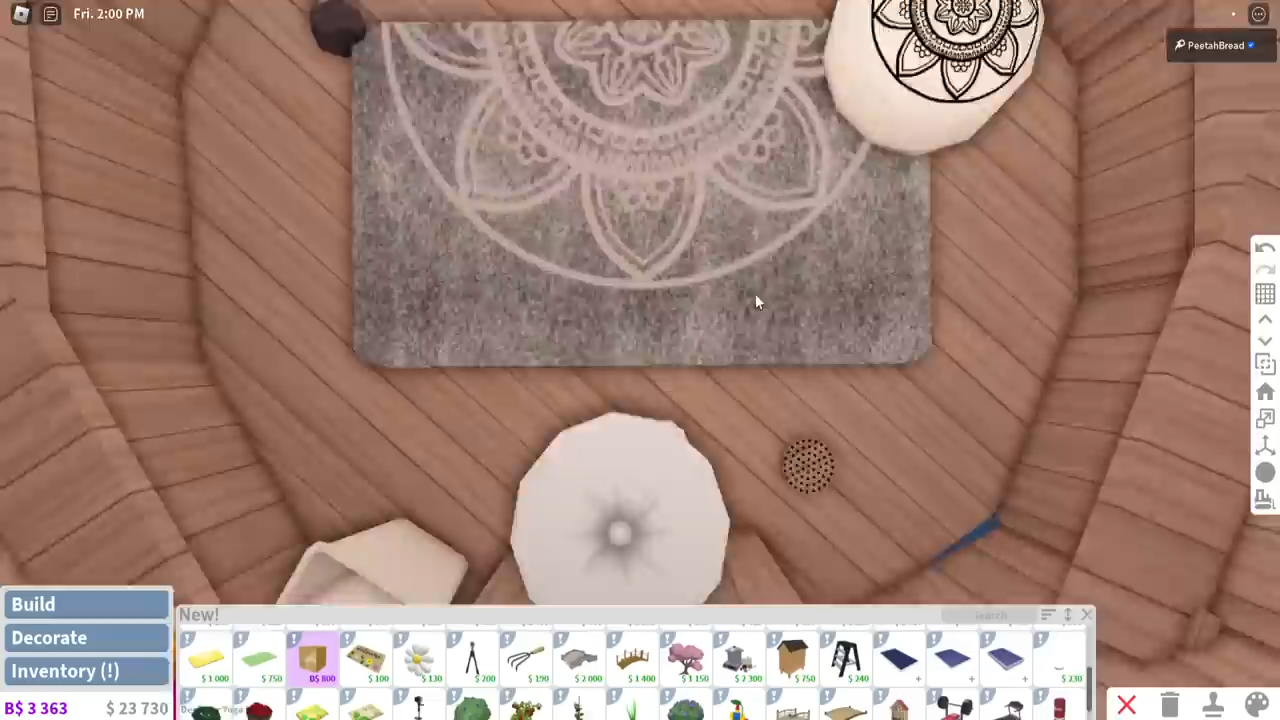 Fri. 2:00 PM
PeetahBread
Build
Decorate
Inventory (!)
B$ 3 363
$ 23 730
New!
Search
$ 1 000
$ 750
B$ 800
$ 100
$ 130
$ 200
$ 190
$ 2 000
$ 1 400
$ 1 150
$ 2 300
$ 750
$ 240
+
+
+
$ 230